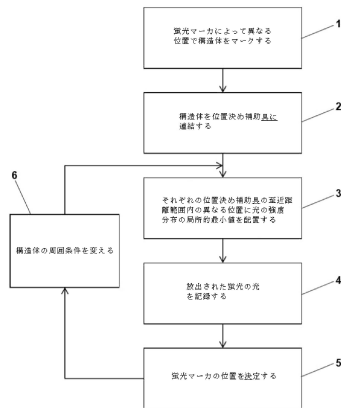 1
蛍光マーカによって異なる
位置で構造体をマークする
2
構造体を位置決め補助具に
連結する
3
それぞれの位置決め補助具の至近距
離範囲内の異なる位置に光の強度
分布の局所的最小値を配置する
4
放出された蛍光の光
を記録する
5
蛍光マーカの位置を決定する
6
構造体の周囲条件を変える